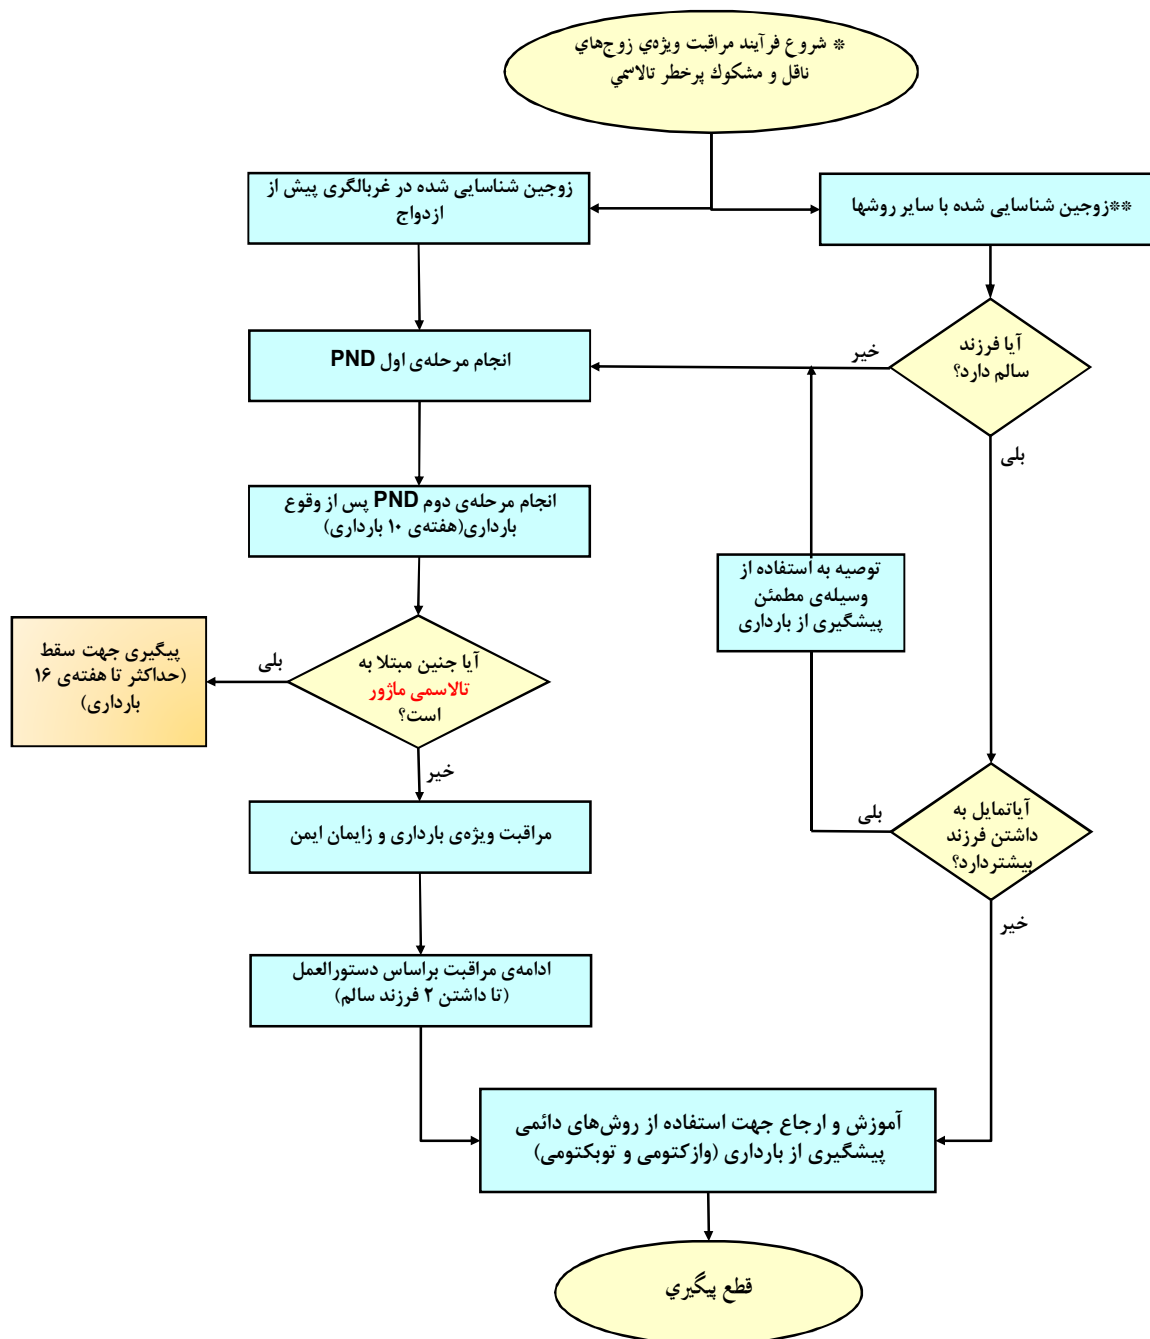 * شروع فرآیند مراقبت ویژه‌ي زوج‌هاي
ناقل و مشكوك پرخطر تالاسمي
زوجین شناسایی شده در غربالگری پیش از
ازدواج
**زوجین شناسایی شده با سایر روشها
آیا فرزند
سالم دارد؟
خیر
بلی
انجام مرحله‌ی اول PND
انجام مرحله‌ی دوم PND پس از وقوع
بارداری(هفته‌ی ۱۰ بارداری)
توصیه به استفاده از
وسیله‌ی مطمئن
پیشگیری از بارداری
آیا جنین مبتلا به
تالاسمی ماژور
است؟
بلی
خیر
پیگیری جهت سقط
(حداکثر تا هفته‌ی ۱۶
بارداری)
آیاتمایل به
داشتن فرزند
بیشتردارد؟
بلی
خیر
مراقبت ویژه‌ی بارداری و زایمان ایمن
ادامه‌ی مراقبت براساس دستورالعمل
(تا داشتن ۲ فرزند سالم)
آموزش و ارجاع جهت استفاده از روش‌های دائمی
پیشگیری از بارداری (وازکتومی و توبکتومی)
قطع پیگیري